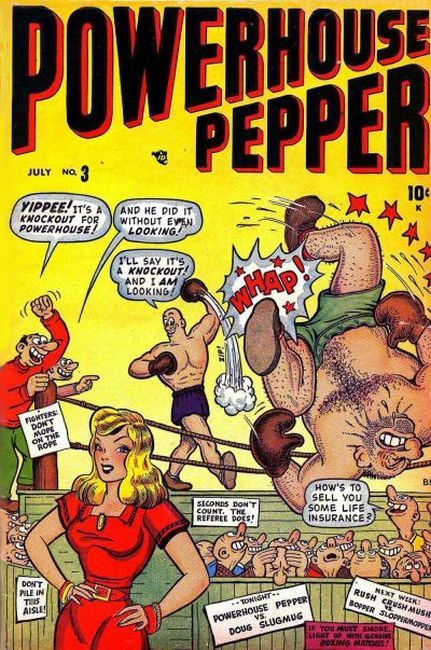 POWERHOUSE
PEPPER
JULY NO. 3
10¢
K
YIPPEE! IT'S A
KNOCKOUT FOR
POWERHOUSE!
AND HE DID IT
WITHOUT EVEN
LOOKING!
I'LL SAY IT'S
A KNOCKOUT!
AND I AM
LOOKING!
WHAP!
ZIP!
FIGHTERS:
DON'T
MOPE
ON THE
ROPE
HOW'S TO
SELL YOU
SOME LIFE
INSURANCE?
SECONDS DON'T
COUNT. THE
REFEREE DOES!
DON'T
PILE IN
THIS
AISLE!
--TONIGHT--
POWERHOUSE PEPPER
VS.
DOUG SLUGMUG
NEXT WEEK!
RUSH CRUSHMUSH
VS.
BOPPER SLOPPERHOPPER
IF YOU MUST SMOKE,
LIGHT UP WITH GORDON
BOXING MATCHES!